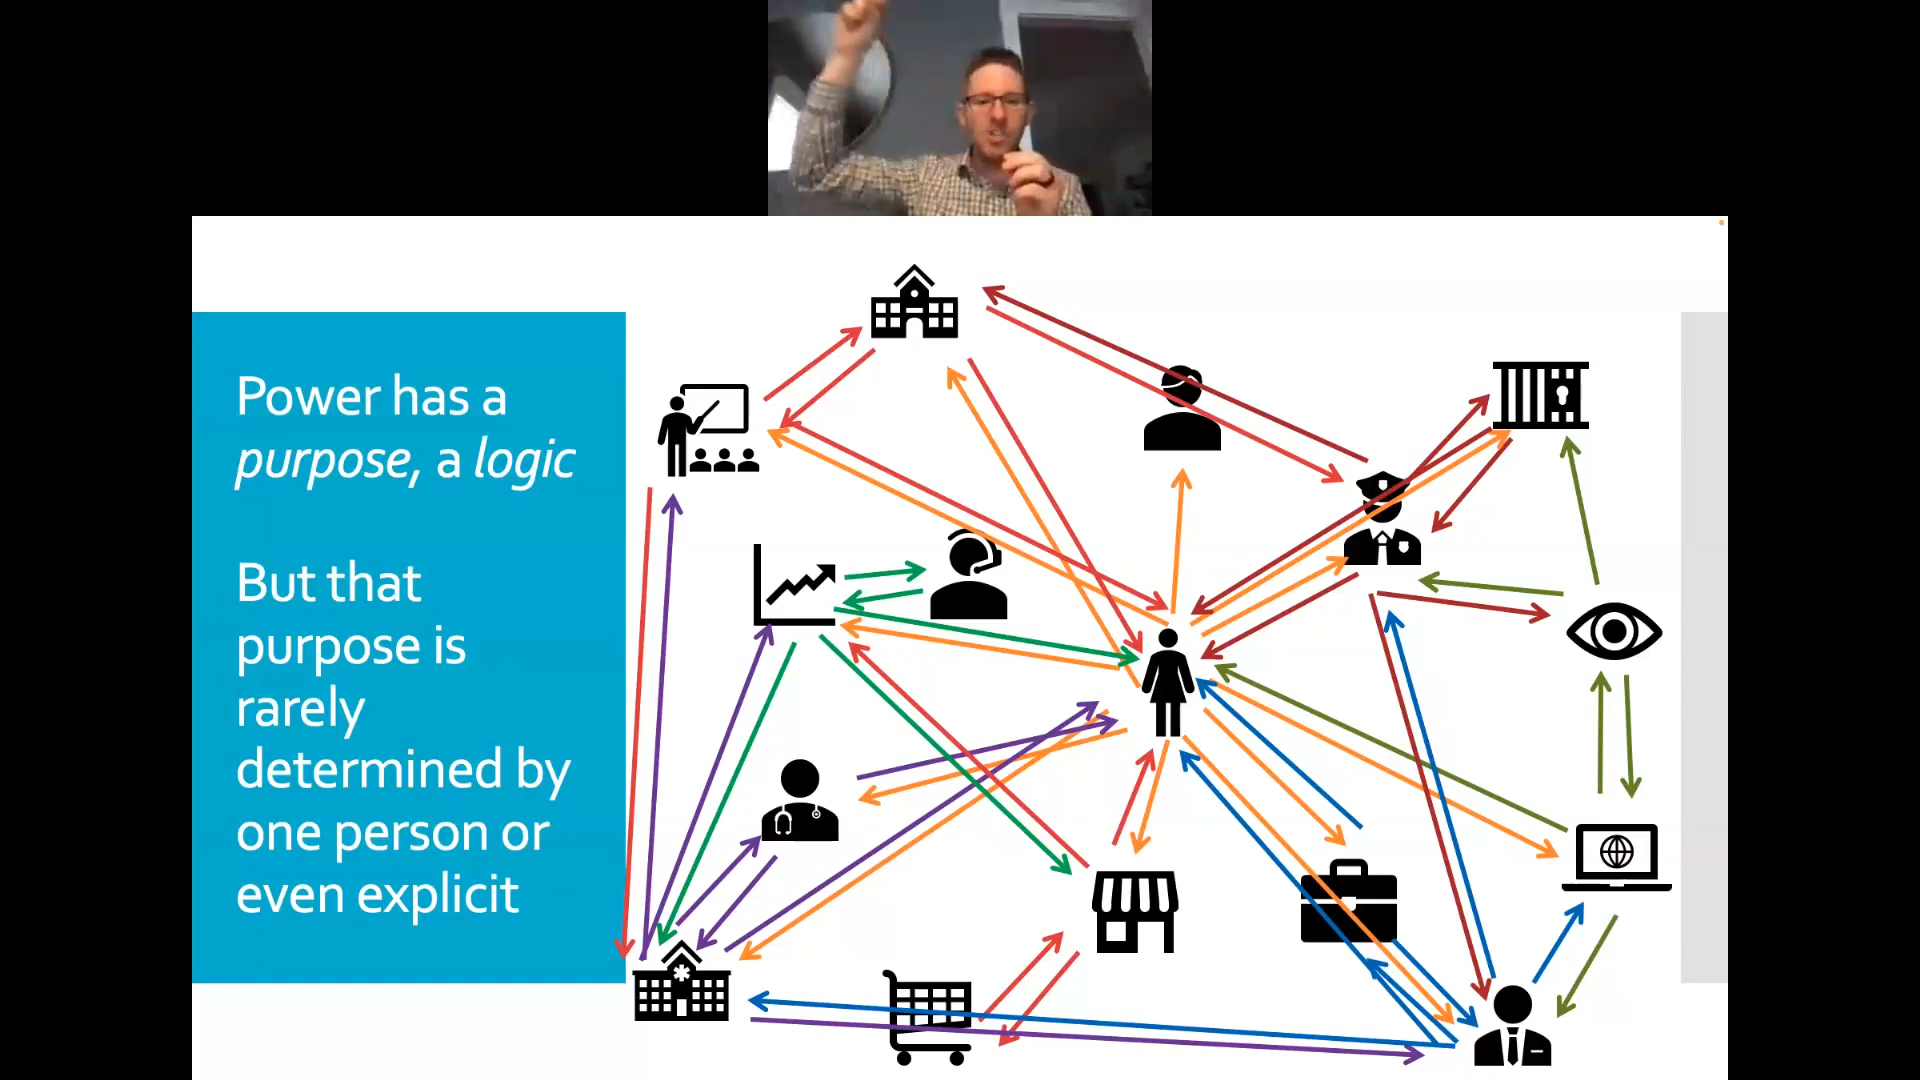 Power has a
purpose, a logic
But that
purpose is
rarely
determined by
one person or
even explicit